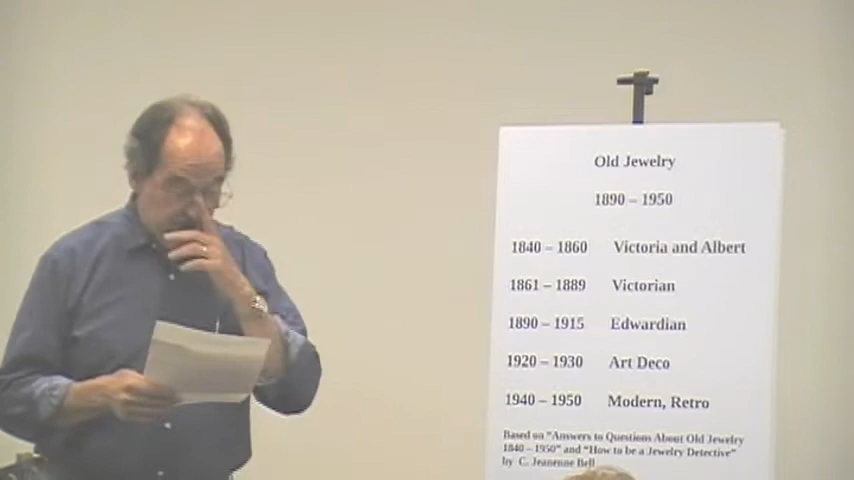 Old Jewelry
1890 – 1950
1840 – 1860 Victoria and Albert
1861 – 1889 Victorian
1890 – 1915 Edwardian
1920 – 1930 Art Deco
1940 – 1950 Modern, Retro
Based on "Answers to Questions About Old Jewelry
1840 – 1950" and "How to be a Jewelry Detective"
by C. Jeanenne Bell